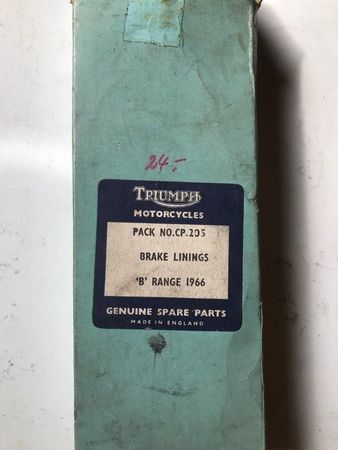 24.-
TRIUMPH
MOTORCYCLES
PACK NO.CP.205
BRAKE LININGS
'B' RANGE 1966
GENUINE SPARE PARTS
MADE IN ENGLAND